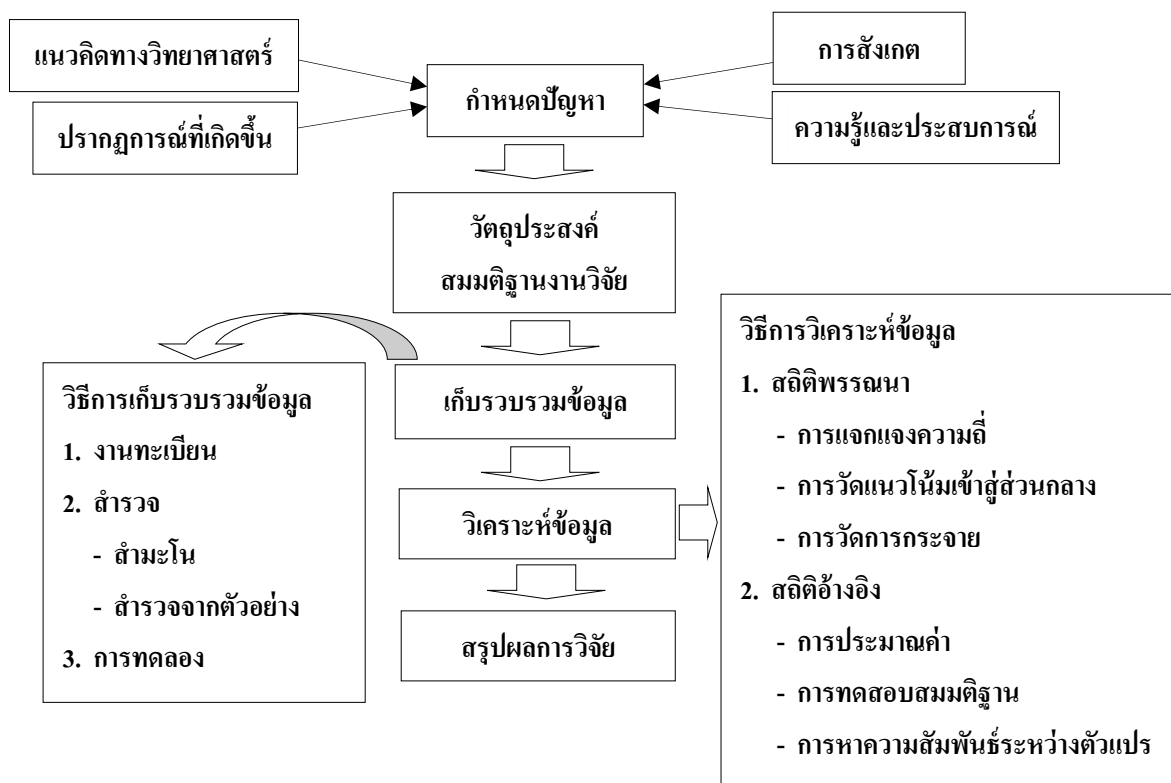 แนวคิดทางวิทยาศาสตร์
ปรากฏการณ์ที่เกิดขึ้น
กำหนดปัญหา
การสังเกต
ความรู้และประสบการณ์
วัตถุประสงค์
สมมติฐานงานวิจัย
วิธีการเก็บรวบรวมข้อมูล
1. งานทะเบียน
2. สำรวจ
- สำมะโน
- สำรวจจากตัวอย่าง
3. การทดลอง
เก็บรวบรวมข้อมูล
วิเคราะห์ข้อมูล
สรุปผลการวิจัย
วิธีการวิเคราะห์ข้อมูล
1. สถิติพรรณนา
- การแจกแจงความถี่
- การวัดแนวโน้มเข้าสู่ส่วนกลาง
- การวัดการกระจาย
2. สถิติอ้างอิง
- การประมาณค่า
- การทดสอบสมมติฐาน
- การหาความสัมพันธ์ระหว่างตัวแปร